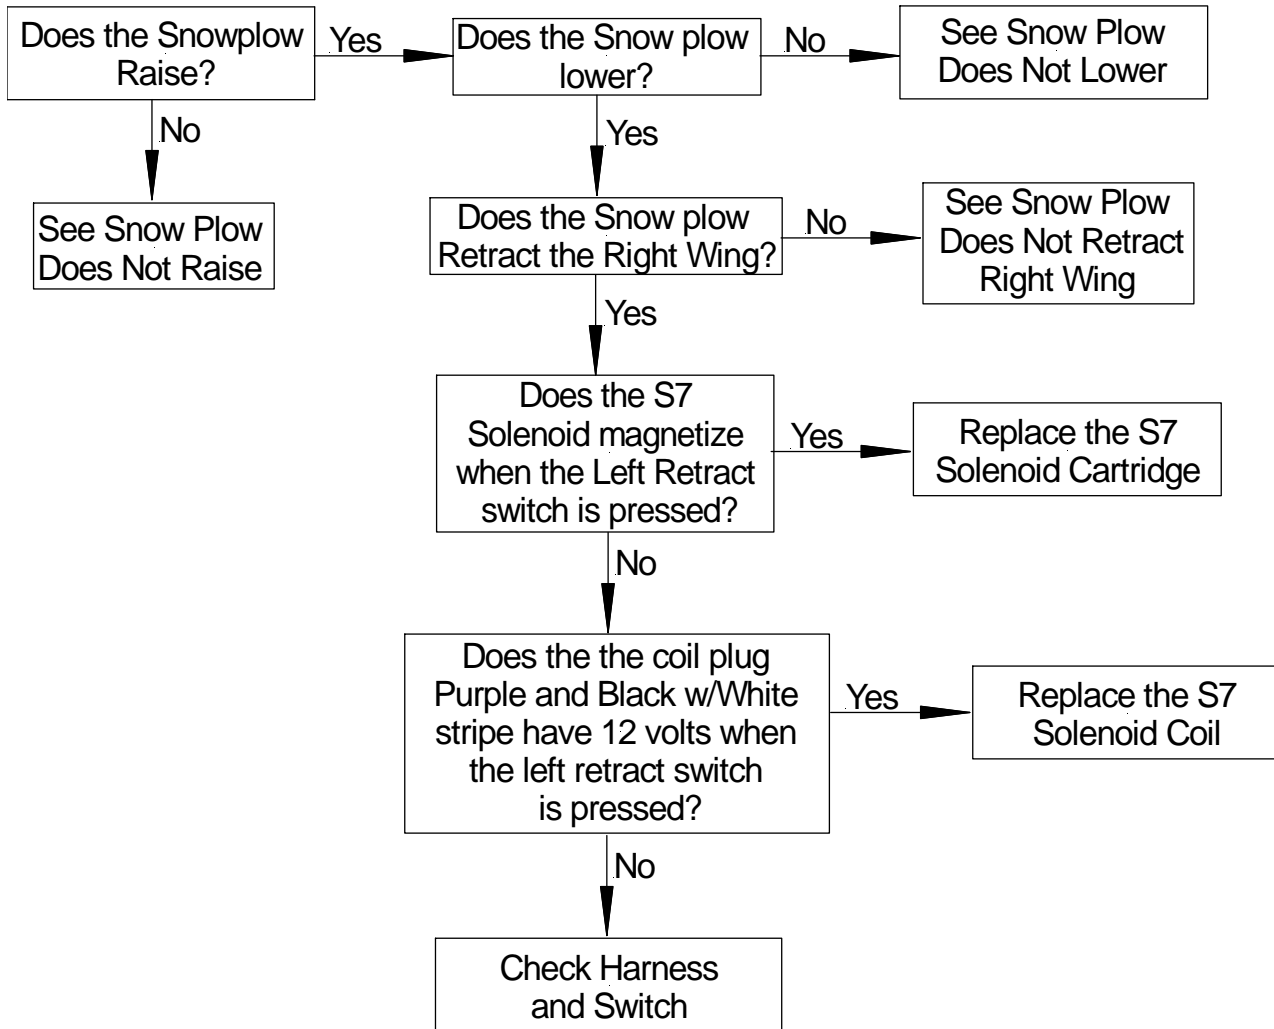 Does the Snowplow
Raise?
Yes
Does the Snow plow
lower?
No
See Snow Plow
Does Not Lower
No
Yes
See Snow Plow
Does Not Raise
Does the Snow plow
Retract the Right Wing?
No
See Snow Plow
Does Not Retract
Right Wing
Yes
Does the S7
Solenoid magnetize
when the Left Retract
switch is pressed?
Yes
Replace the S7
Solenoid Cartridge
No
Does the the coil plug
Purple and Black w/White
stripe have 12 volts when
the left retract switch
is pressed?
Yes
Replace the S7
Solenoid Coil
No
Check Harness
and Switch